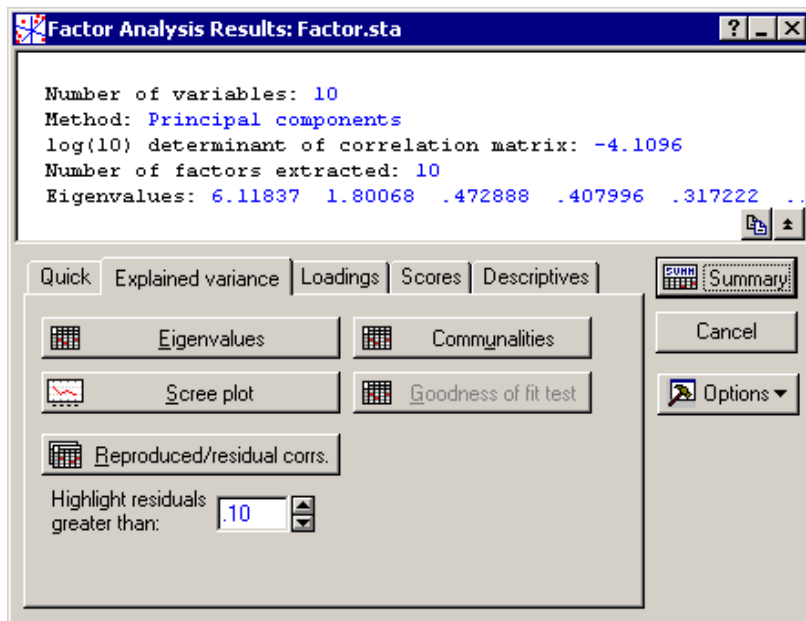 Factor Analysis Results: Factor.sta
Number of variables: 10
Method: Principal components
log(10) determinant of correlation matrix: -4.1096
Number of factors extracted: 10
Eigenvalues: 6.11837 1.80068 .472888 .407996 .317222 ..
Quick Explained variance Loadings Scores Descriptives
SUMM Summary
Eigenvalues Communalities
Cancel
Scree plot Goodness of fit test
Options
Reproduced/residual corrs.
Highlight residuals
greater than: .10